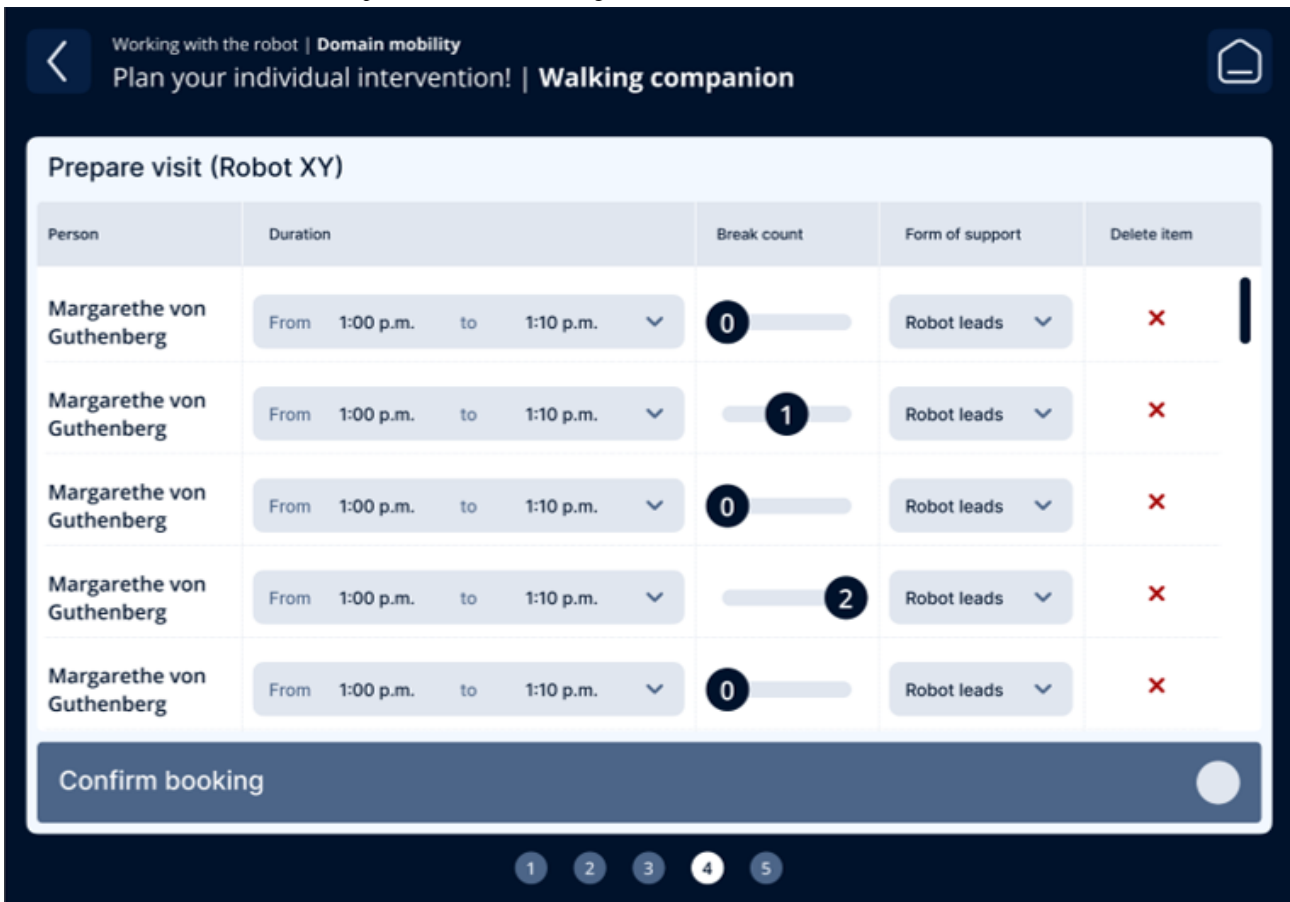 Working with the robot | Domain mobility
Plan your individual intervention! | Walking companion
Prepare visit (Robot XY)
Person Duration Break count Form of support Delete item
Margarethe von
Guthenberg
From 1:00 p.m. to 1:10 p.m. 0 Robot leads
Margarethe von
Guthenberg
From 1:00 p.m. to 1:10 p.m. 1 Robot leads
Margarethe von
Guthenberg
From 1:00 p.m. to 1:10 p.m. 0 Robot leads
Margarethe von
Guthenberg
From 1:00 p.m. to 1:10 p.m. 2 Robot leads
Margarethe von
Guthenberg
From 1:00 p.m. to 1:10 p.m. 0 Robot leads
Confirm booking
1 2 3 4 5